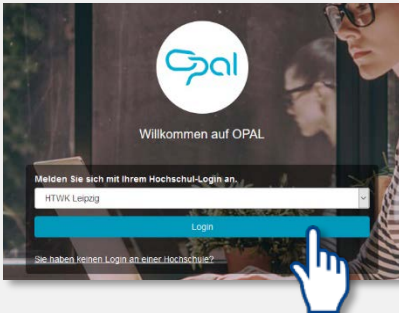 Opal
Willkommen auf OPAL
Melden Sie sich mit Ihrem Hochschul-Login an.
HTWK Leipzig
Login
Sie haben keinen Login an einer Hochschule?